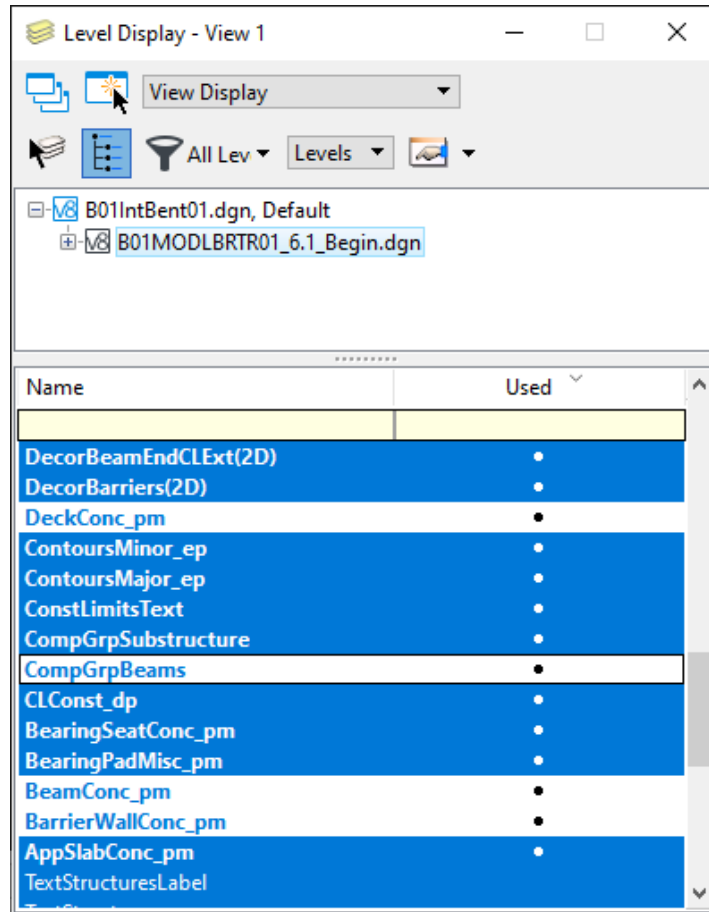 Level Display - View 1
View Display
All Lev Levels
B01IntBent01.dgn, Default
B01MODLBRTR01_6.1_Begin.dgn
Name Used
DecorBeamEndCLExt(2D)
DecorBarriers(2D)
DeckConc_pm
ContoursMinor_ep
ContoursMajor_ep
ConstLimitsText
CompGrpSubstructure
CompGrpBeams
CLConst_dp
BearingSeatConc_pm
BearingPadMisc_pm
BeamConc_pm
BarrierWallConc_pm
AppSlabConc_pm
TextStructuresLabel